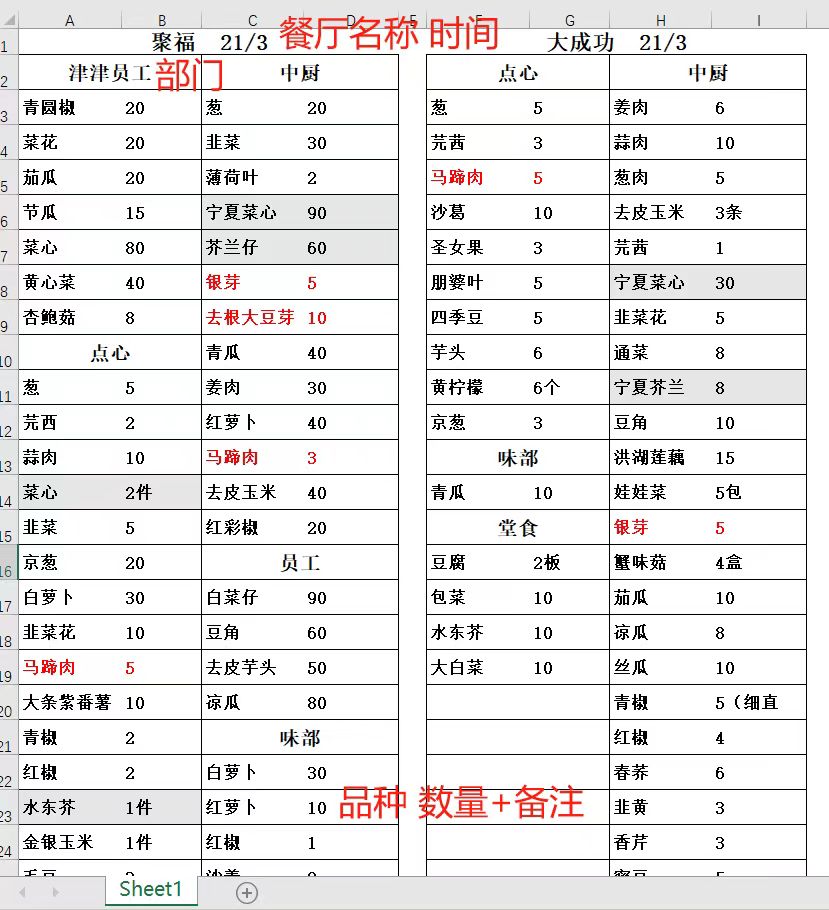 A B C D E F G H I
1 聚福 21/3 餐厅名称 时间 大成功 21/3
2 津津员工 部门 中厨 点心 中厨
3 青圆椒 20 葱 20 葱 5 姜肉 6
4 菜花 20 韭菜 30 芫茜 3 蒜肉 10
5 茄瓜 20 薄荷叶 2 马蹄肉 5 葱肉 5
6 节瓜 15 宁夏菜心 90 沙葛 10 去皮玉米 3条
7 菜心 80 芥兰仔 60 圣女果 3 芫茜 1
8 黄心菜 40 银芽 5 朋婆叶 5 宁夏菜心 30
9 杏鲍菇 8 去根大豆芽 10 四季豆 5 韭菜花 5
10 点心 青瓜 40 芋头 6 通菜 8
11 葱 5 姜肉 30 黄柠檬 6个 宁夏芥兰 8
12 芫西 2 红萝卜 40 京葱 3 豆角 10
13 蒜肉 10 马蹄肉 3 味部 洪湖莲藕 15
14 菜心 2件 去皮玉米 40 青瓜 10 娃娃菜 5包
15 韭菜 5 红彩椒 20 堂食 银芽 5
16 京葱 20 员工 豆腐 2板 蟹味菇 4盒
17 白萝卜 30 白菜仔 90 包菜 10 茄瓜 10
18 韭菜花 10 豆角 60 水东芥 10 凉瓜 8
19 马蹄肉 5 去皮芋头 50 大白菜 10 丝瓜 10
20 大条紫番薯 10 凉瓜 80 青椒 5（细直
21 青椒 2 味部 红椒 4
22 红椒 2 白萝卜 30 春荞 6
23 水东芥 1件 红萝卜 10 品种 数量+备注 韭黄 3
24 金银玉米 1件 红椒 1 香芹 3
Sheet1